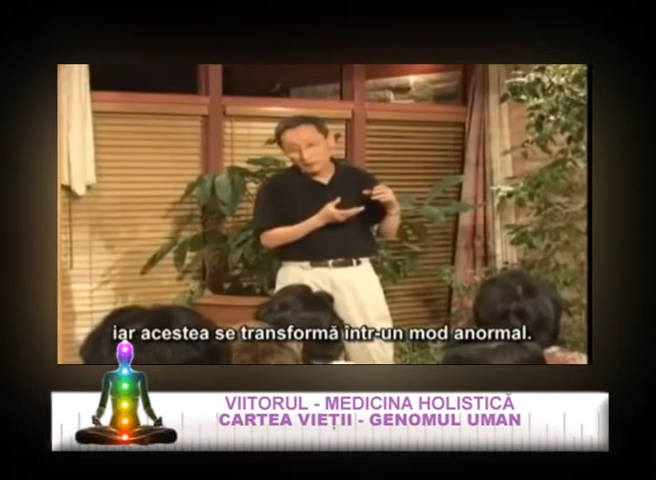 iar acestea se transformă într-un mod anormal.
VIITORUL - MEDICINA HOLISTICĂ
CARTEA VIEȚII - GENOMUL UMAN